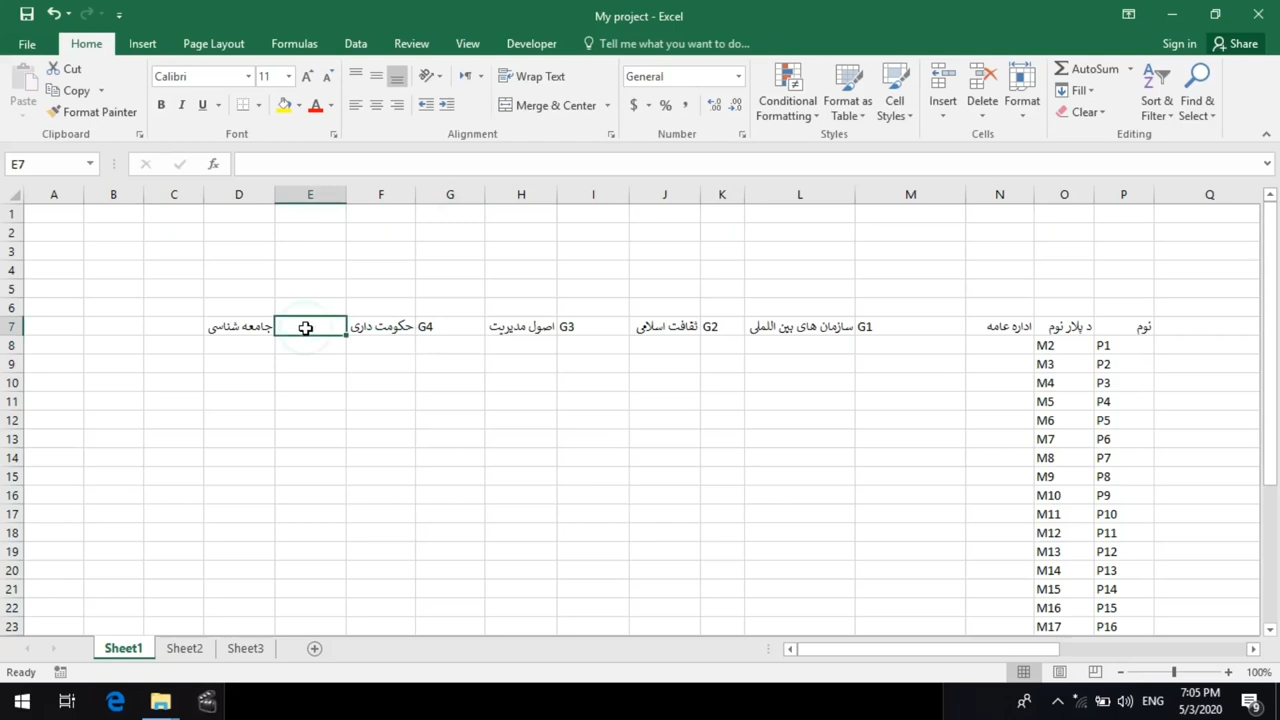 My project - Excel
File Home Insert Page Layout Formulas Data Review View Developer Tell me what you want to do... Sign in Share
Paste Cut Copy Format Painter Clipboard
Calibri 11 B I U A Font
Wrap Text Merge & Center Alignment
General $ % , Number
Conditional Formatting Format as Table Cell Styles Styles
Insert Delete Format Cells
AutoSum Fill Clear Sort & Filter Find & Select Editing
E7 fx
A B C D E F G H I J K L M N O P Q
1
2
3
4
5
6
7 جامعه شناسی حکومت داری G4 اصول مدیریت G3 ثقافت اسلامی G2 سازمان های بین المللی G1 اداره عامه د پلار نوم نوم
8 M2 P1
9 M3 P2
10 M4 P3
11 M5 P4
12 M6 P5
13 M7 P6
14 M8 P7
15 M9 P8
16 M10 P9
17 M11 P10
18 M12 P11
19 M13 P12
20 M14 P13
21 M15 P14
22 M16 P15
23 M17 P16
Sheet1 Sheet2 Sheet3
Ready 100%
ENG 7:05 PM
5/3/2020 9